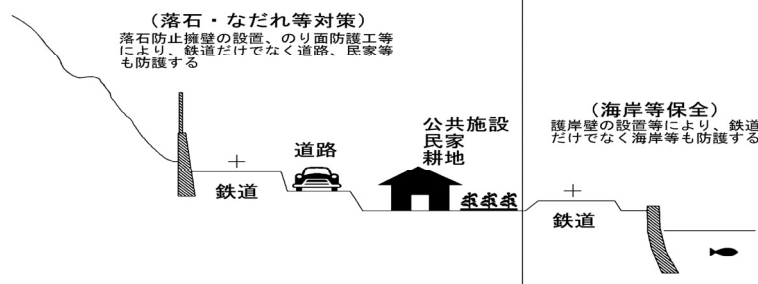 （落石・なだれ等対策）
落石防止擁壁の設置、のり面防護工等
により、鉄道だけでなく道路、民家等
も防護する
鉄道
道路
公共施設
民家
耕地
（海岸等保全）
護岸壁の設置等により、鉄道
だけでなく海岸等も防護する
鉄道